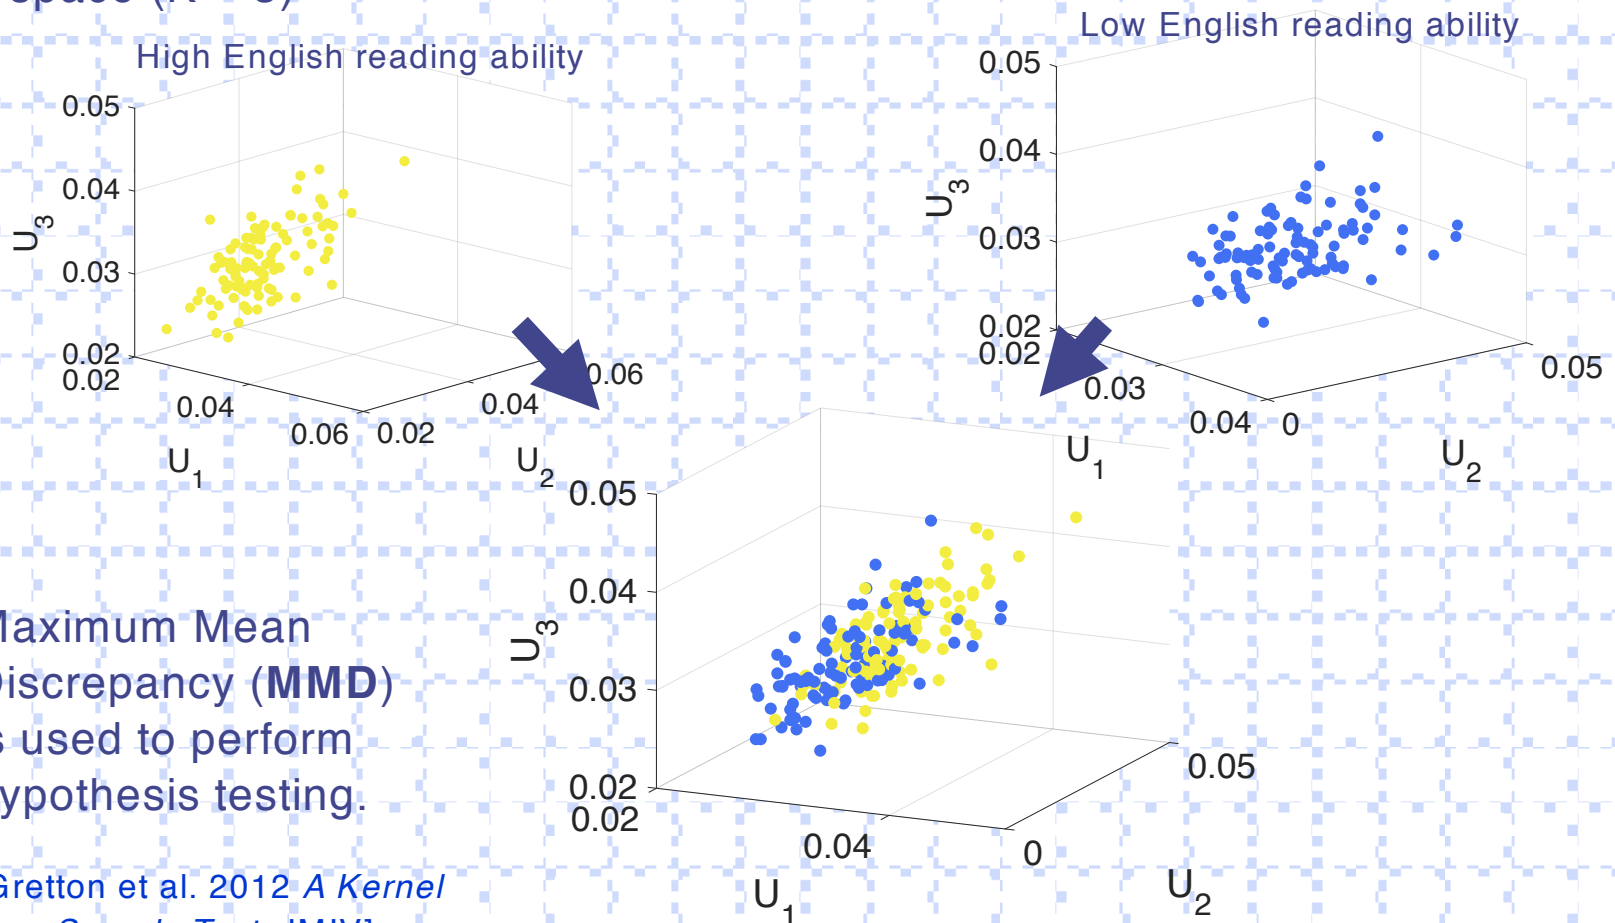 High English reading ability
0.05
0.04
0.03
0.02
0.02
0.04
0.06
0.02
0.04
0.06
U3
U1
U2
Low English reading ability
0.05
0.04
0.03
0.02
0.02
0.03
0.04
0
0.05
U3
U1
U2
0.05
0.04
0.03
0.02
0.02
0.04
0
0.05
U3
U1
U2
Maximum Mean
Discrepancy (MMD)
used to perform
hypothesis testing.
Gretton et al. 2012 A Kernel